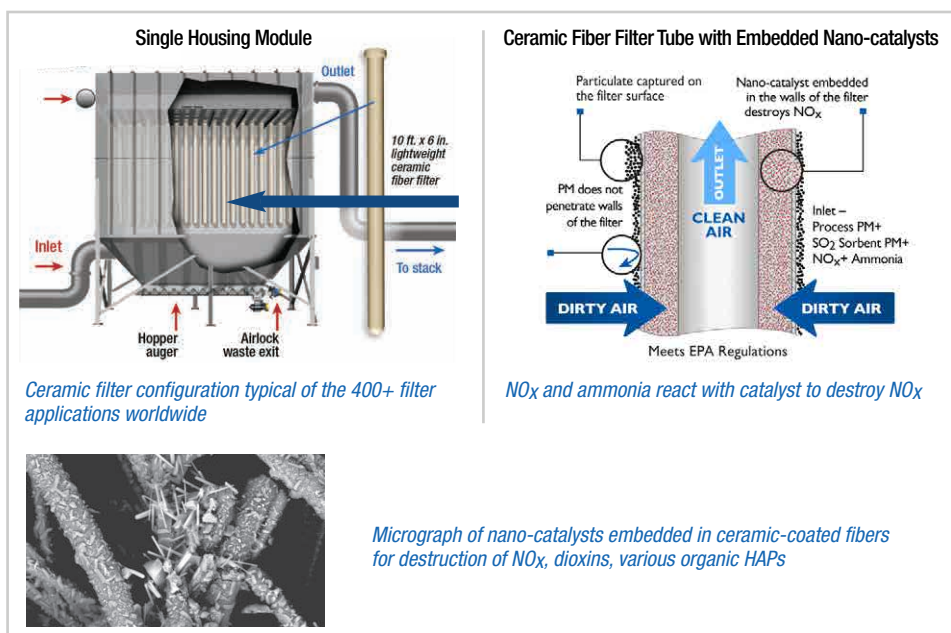 Single Housing Module
Outlet
10 ft. x 6 in.
lightweight
ceramic
fiber filter
Inlet
To stack
Hopper
auger
Airlock
waste exit
Ceramic filter configuration typical of the 400+ filter
applications worldwide
Ceramic Fiber Filter Tube with Embedded Nano-catalysts
Particulate captured on
the filter surface
Nano-catalyst embedded
in the walls of the filter
destroys NOX
PM does not
penetrate walls
of the filter
OUTLET
CLEAN
AIR
Inlet –
Process PM+
SO2 Sorbent PM+
NOX+ Ammonia
DIRTY AIR
DIRTY AIR
Meets EPA Regulations
NOX and ammonia react with catalyst to destroy NOX
Micrograph of nano-catalysts embedded in ceramic-coated fibers
for destruction of NOX, dioxins, various organic HAPs